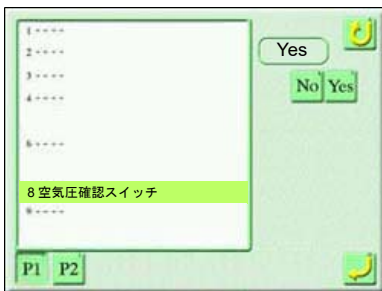 1 ----
2 ----
3 ----
4 ----
6 ----
8 空気圧確認スイッチ
9 ----
Yes
No Yes
P1 P2